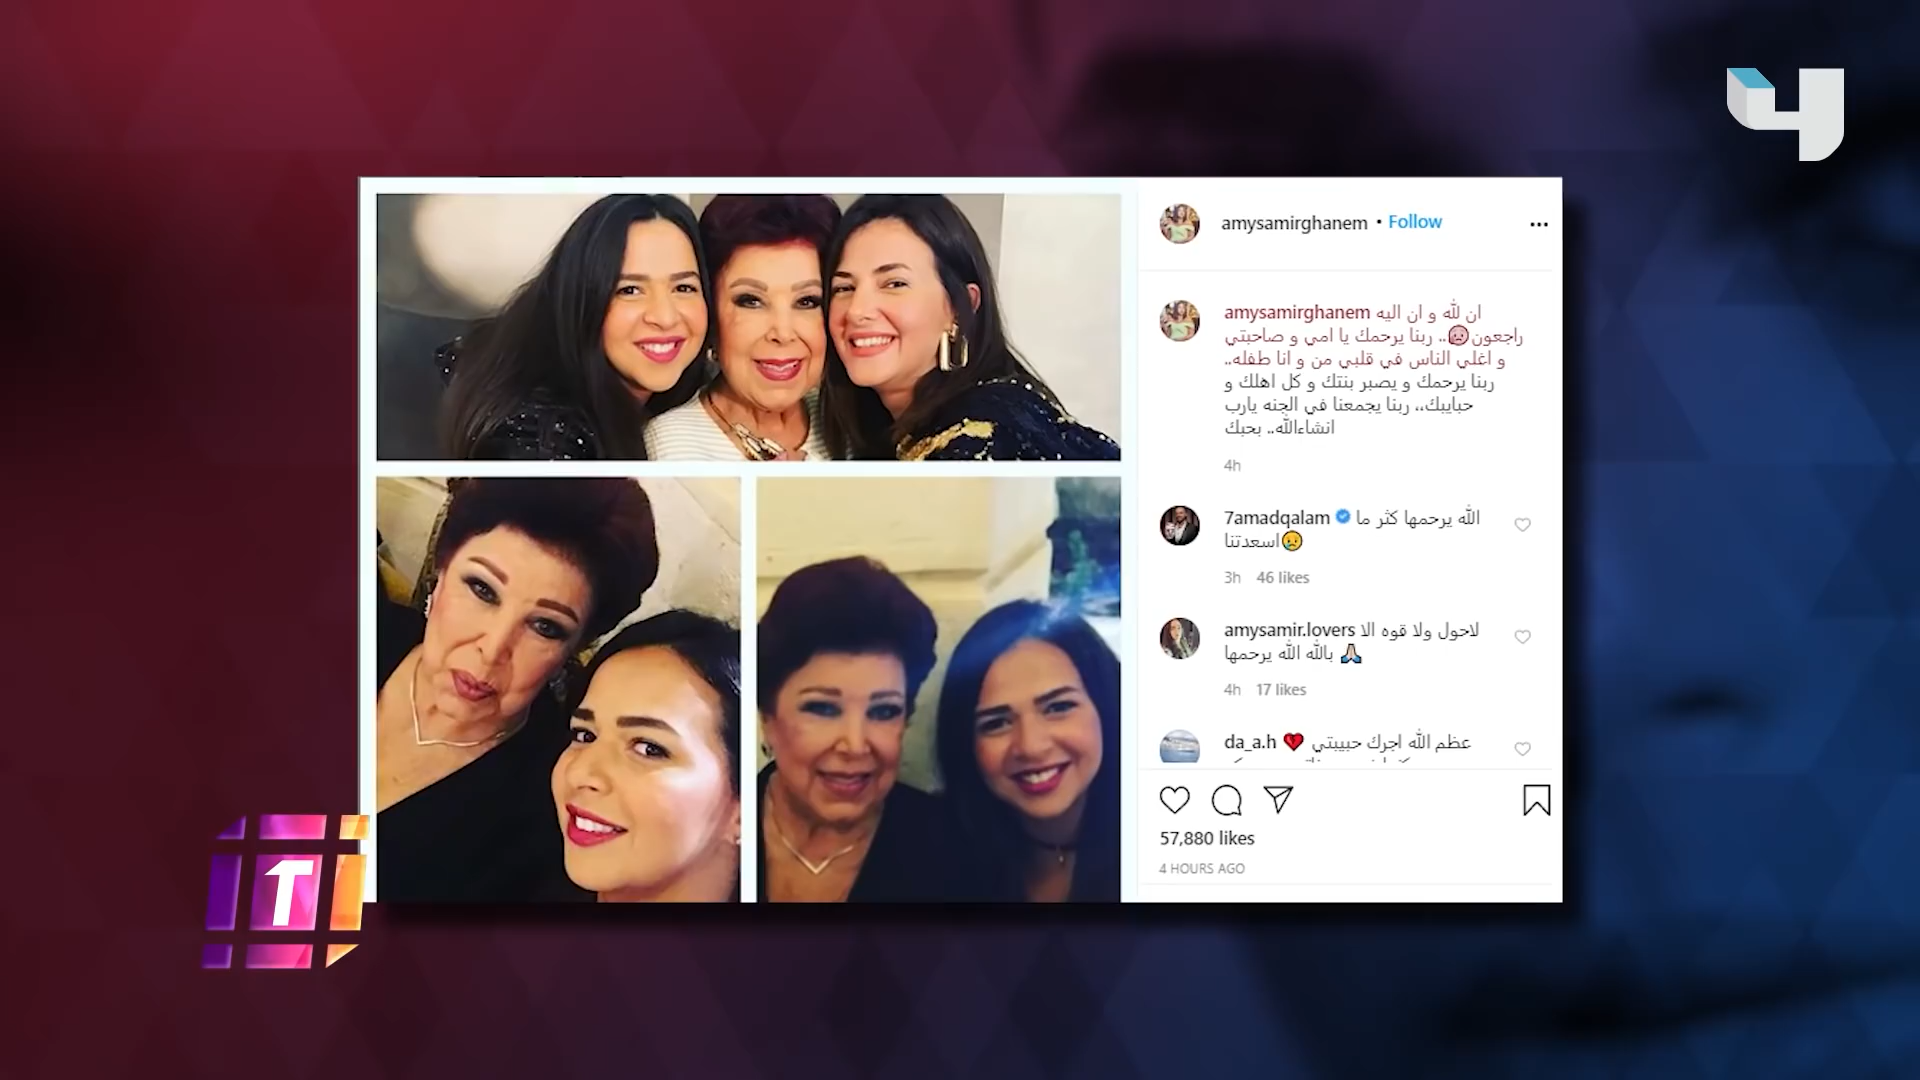 amysamirghanem • Follow
amysamirghanem ان لله و ان اليه
راجعون😢.. ربنا يرحمك يا امي و صاحبتي
و اغلي الناس في قلبي من و انا طفله..
ربنا يرحمك و يصبر بنتك و كل اهلك و
حبايبك،، ربنا يجمعنا في الجنه يارب
انشاءالله.. بحبك
4h
7amadqalam الله يرحمها كثر ما
اسعدتنا😢
3h 46 likes
amysamir.lovers لاحول ولا قوه الا
بالله الله يرحمها 🙏
4h 17 likes
da_a.h ❤️ عظم الله اجرك حبيبتي
57,880 likes
4 HOURS AGO
T